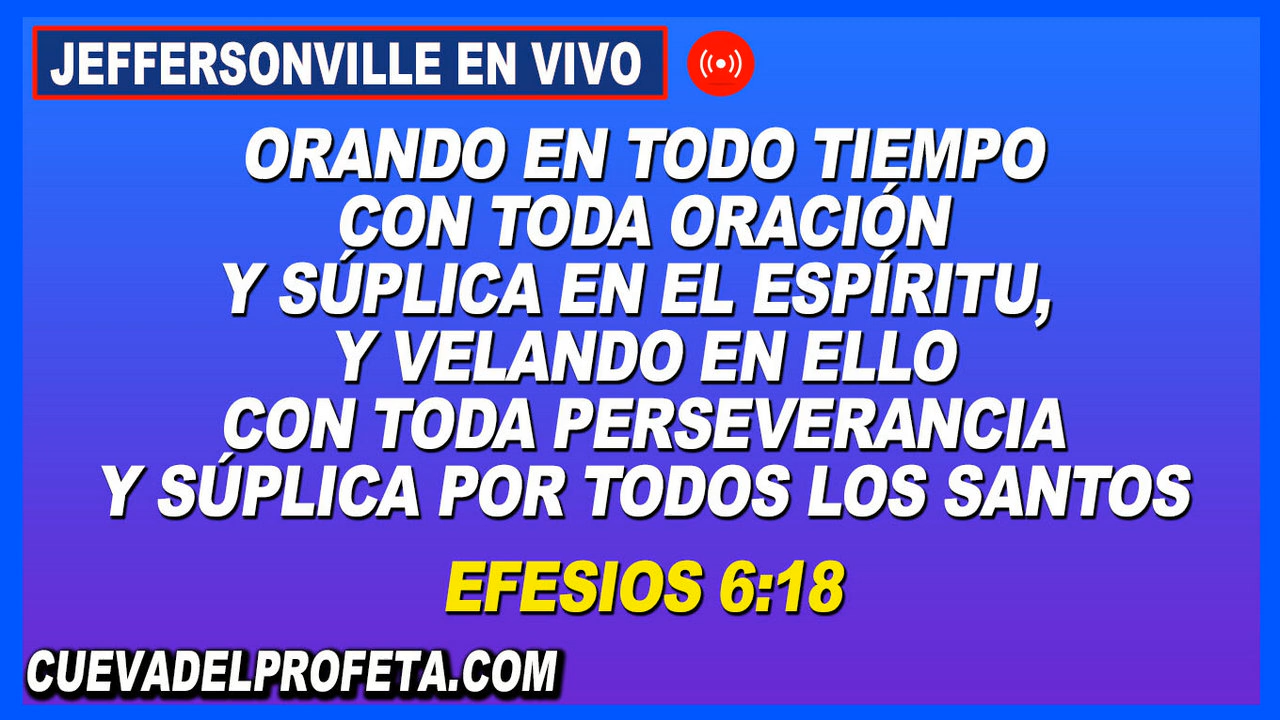 JEFFERSONVILLE EN VIVO
ORANDO EN TODO TIEMPO
CON TODA ORACIÓN
Y SÚPLICA EN EL ESPÍRITU,
Y VELANDO EN ELLO
CON TODA PERSEVERANCIA
Y SÚPLICA POR TODOS LOS SANTOS
EFESIOS 6:18
CUEVADELPROFETA.COM